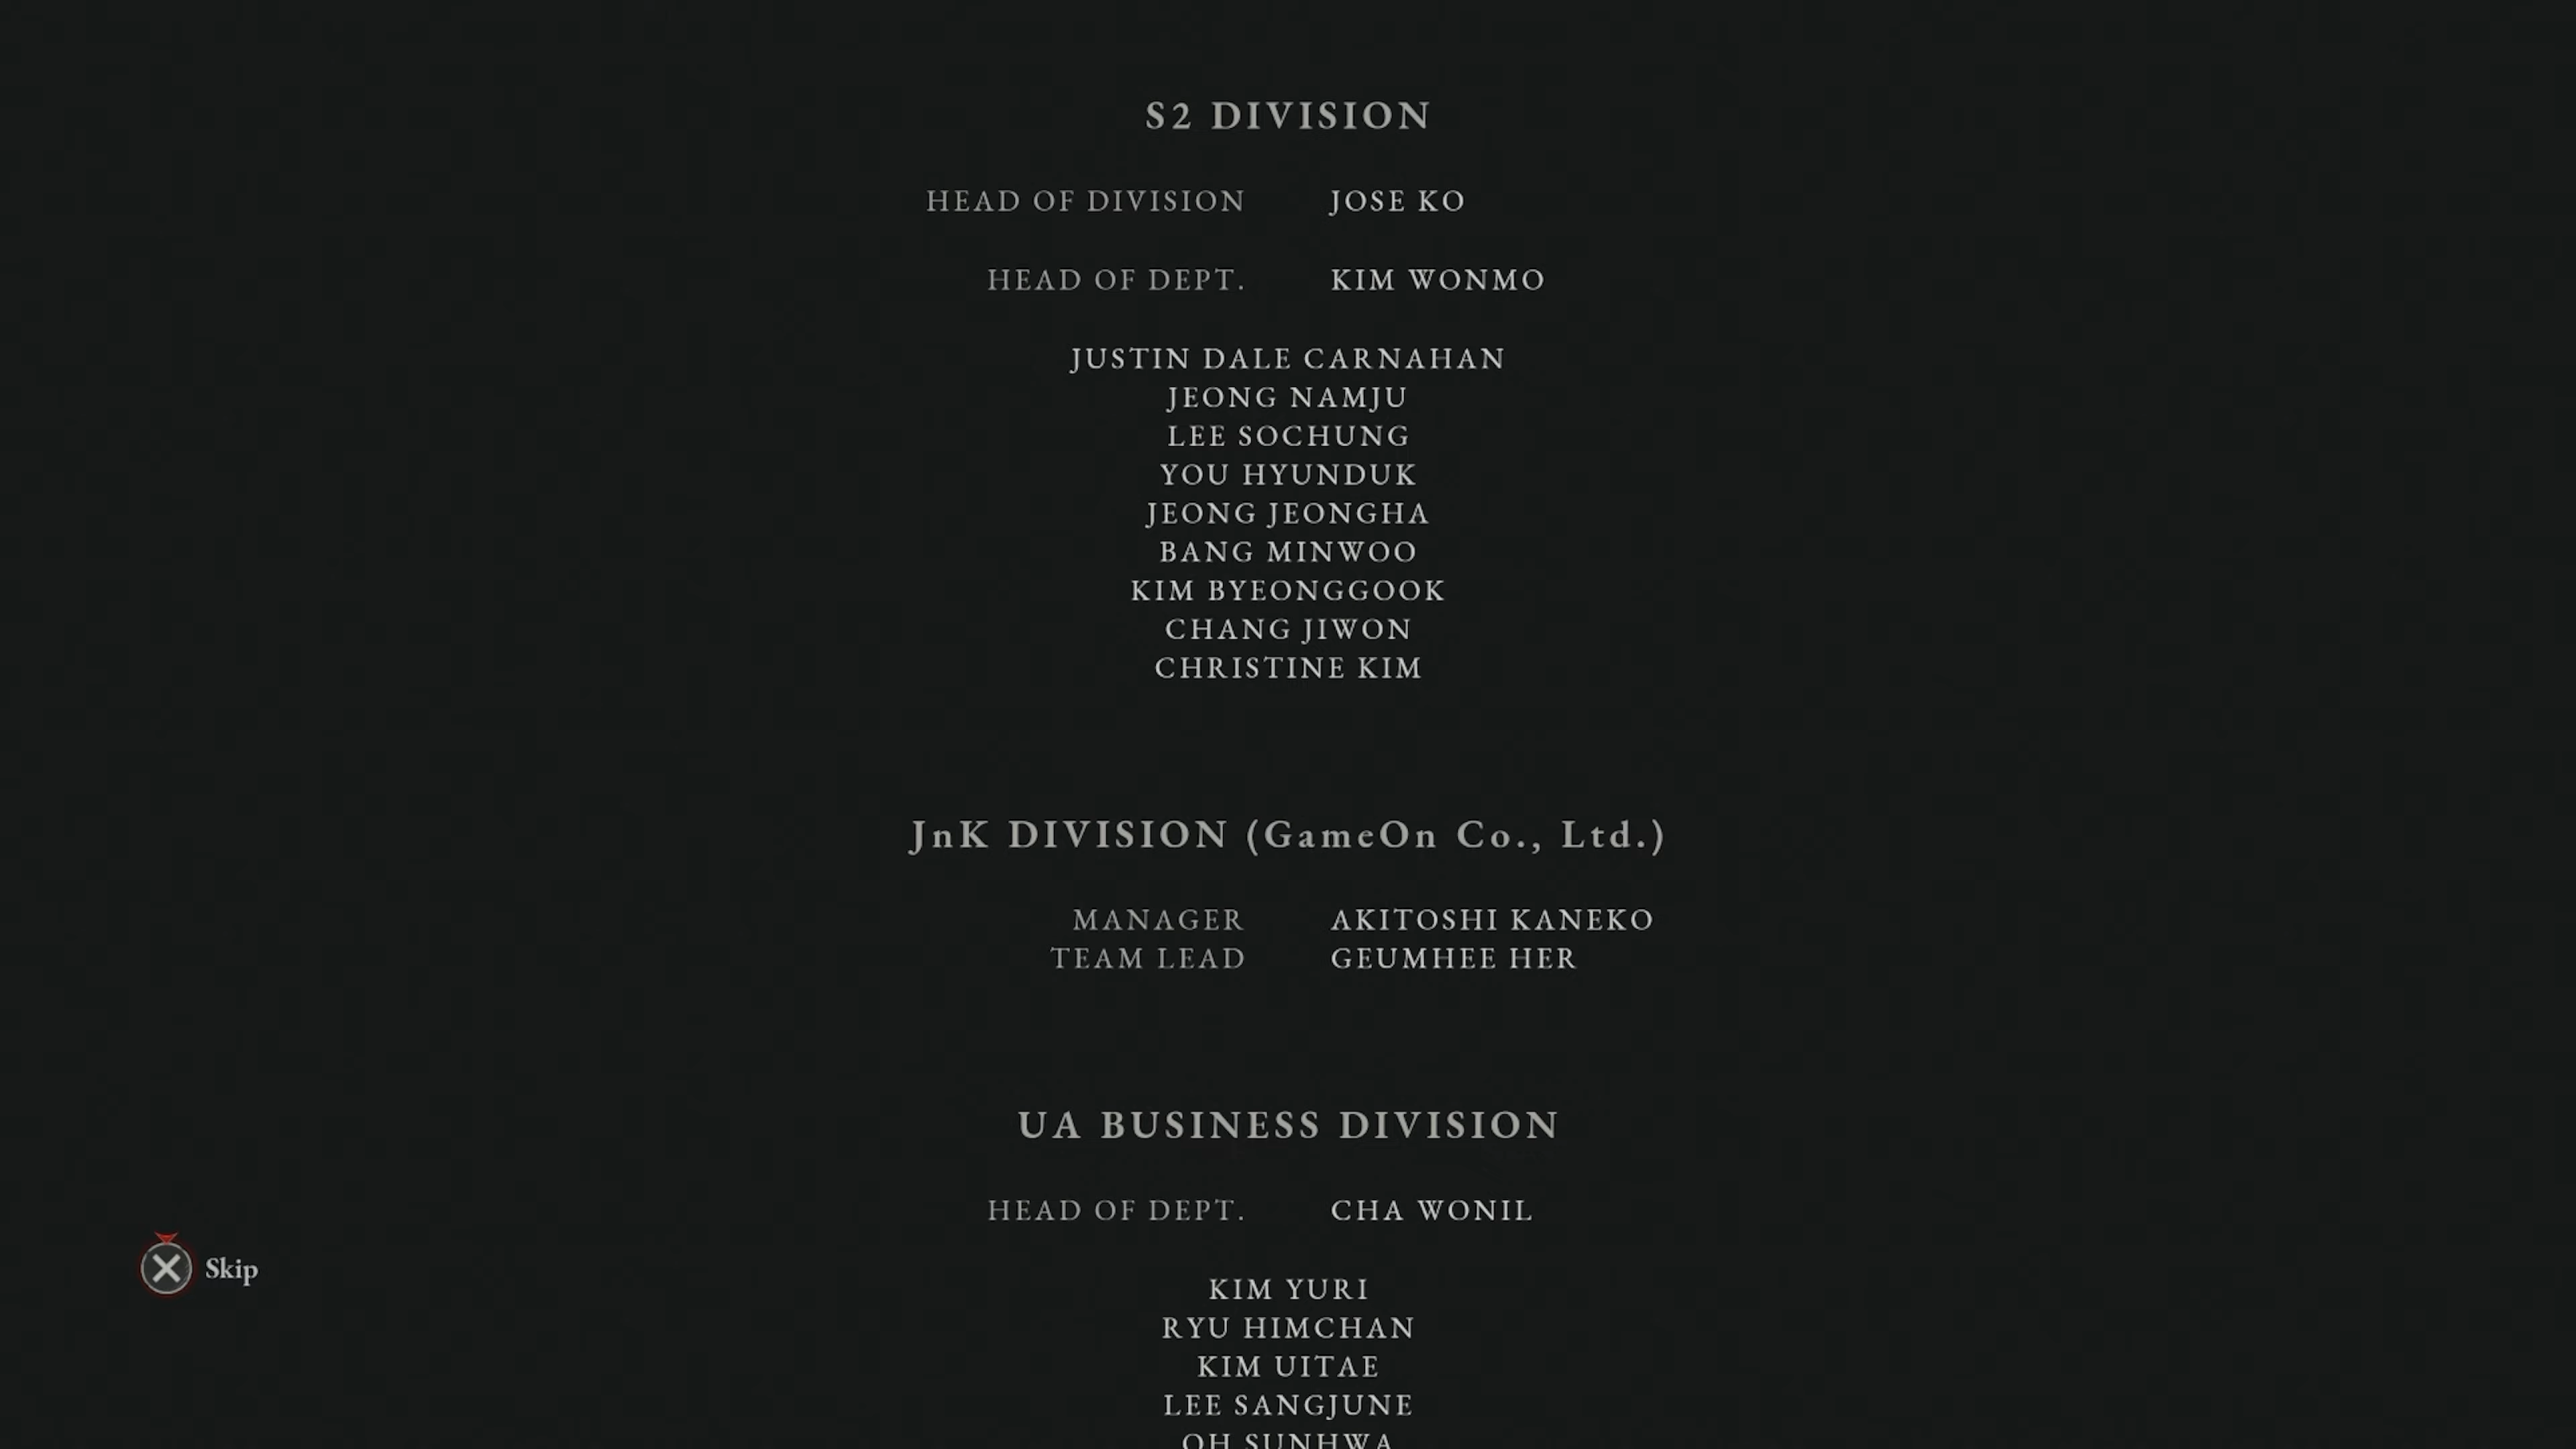 S2 DIVISION
HEAD OF DIVISION JOSE KO
HEAD OF DEPT. KIM WONMO
JUSTIN DALE CARNAHAN
JEONG NAMJU
LEE SOCHUNG
YOU HYUNDUK
JEONG JEONGHA
BANG MINWOO
KIM BYEONGGOOK
CHANG JIWON
CHRISTINE KIM
JnK DIVISION (GameOn Co., Ltd.)
MANAGER AKITOSHI KANEKO
TEAM LEAD GEUMHEE HER
UA BUSINESS DIVISION
HEAD OF DEPT. CHA WONIL
Skip
KIM YURI
RYU HIMCHAN
KIM UITAE
LEE SANGJUNE
OH SUNHWA